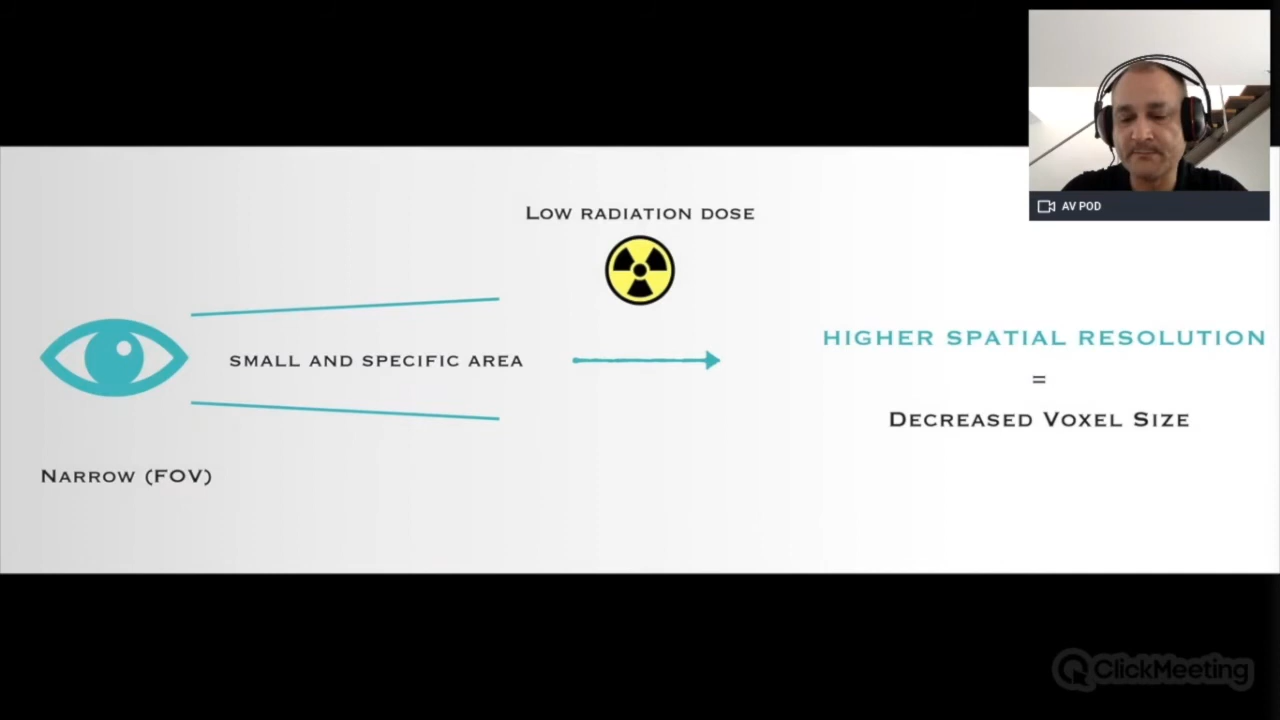 AV POD
Low radiation dose
small and specific area
HIGHER SPATIAL RESOLUTION
=
Decreased Voxel Size
Narrow (FOV)
ClickMeeting